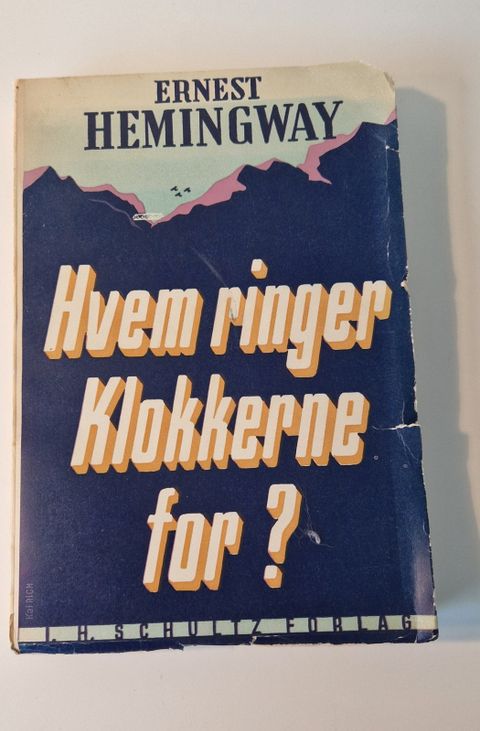 ERNEST
HEMINGWAY
Hvem ringer
Klokkerne
for?
J. H. SCHULTZ FORLAG